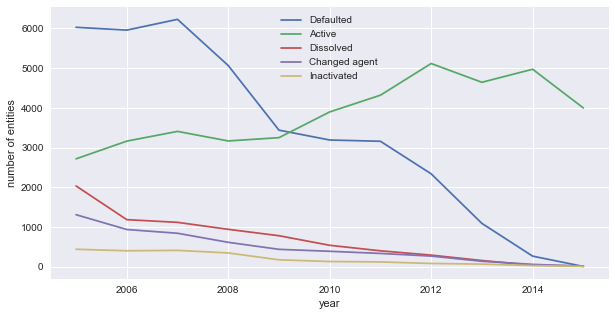 Defaulted
Active
Dissolved
Changed agent
Inactivated
number of entities
6000
5000
4000
3000
2000
1000
0
2006 2008 2010 2012 2014
year